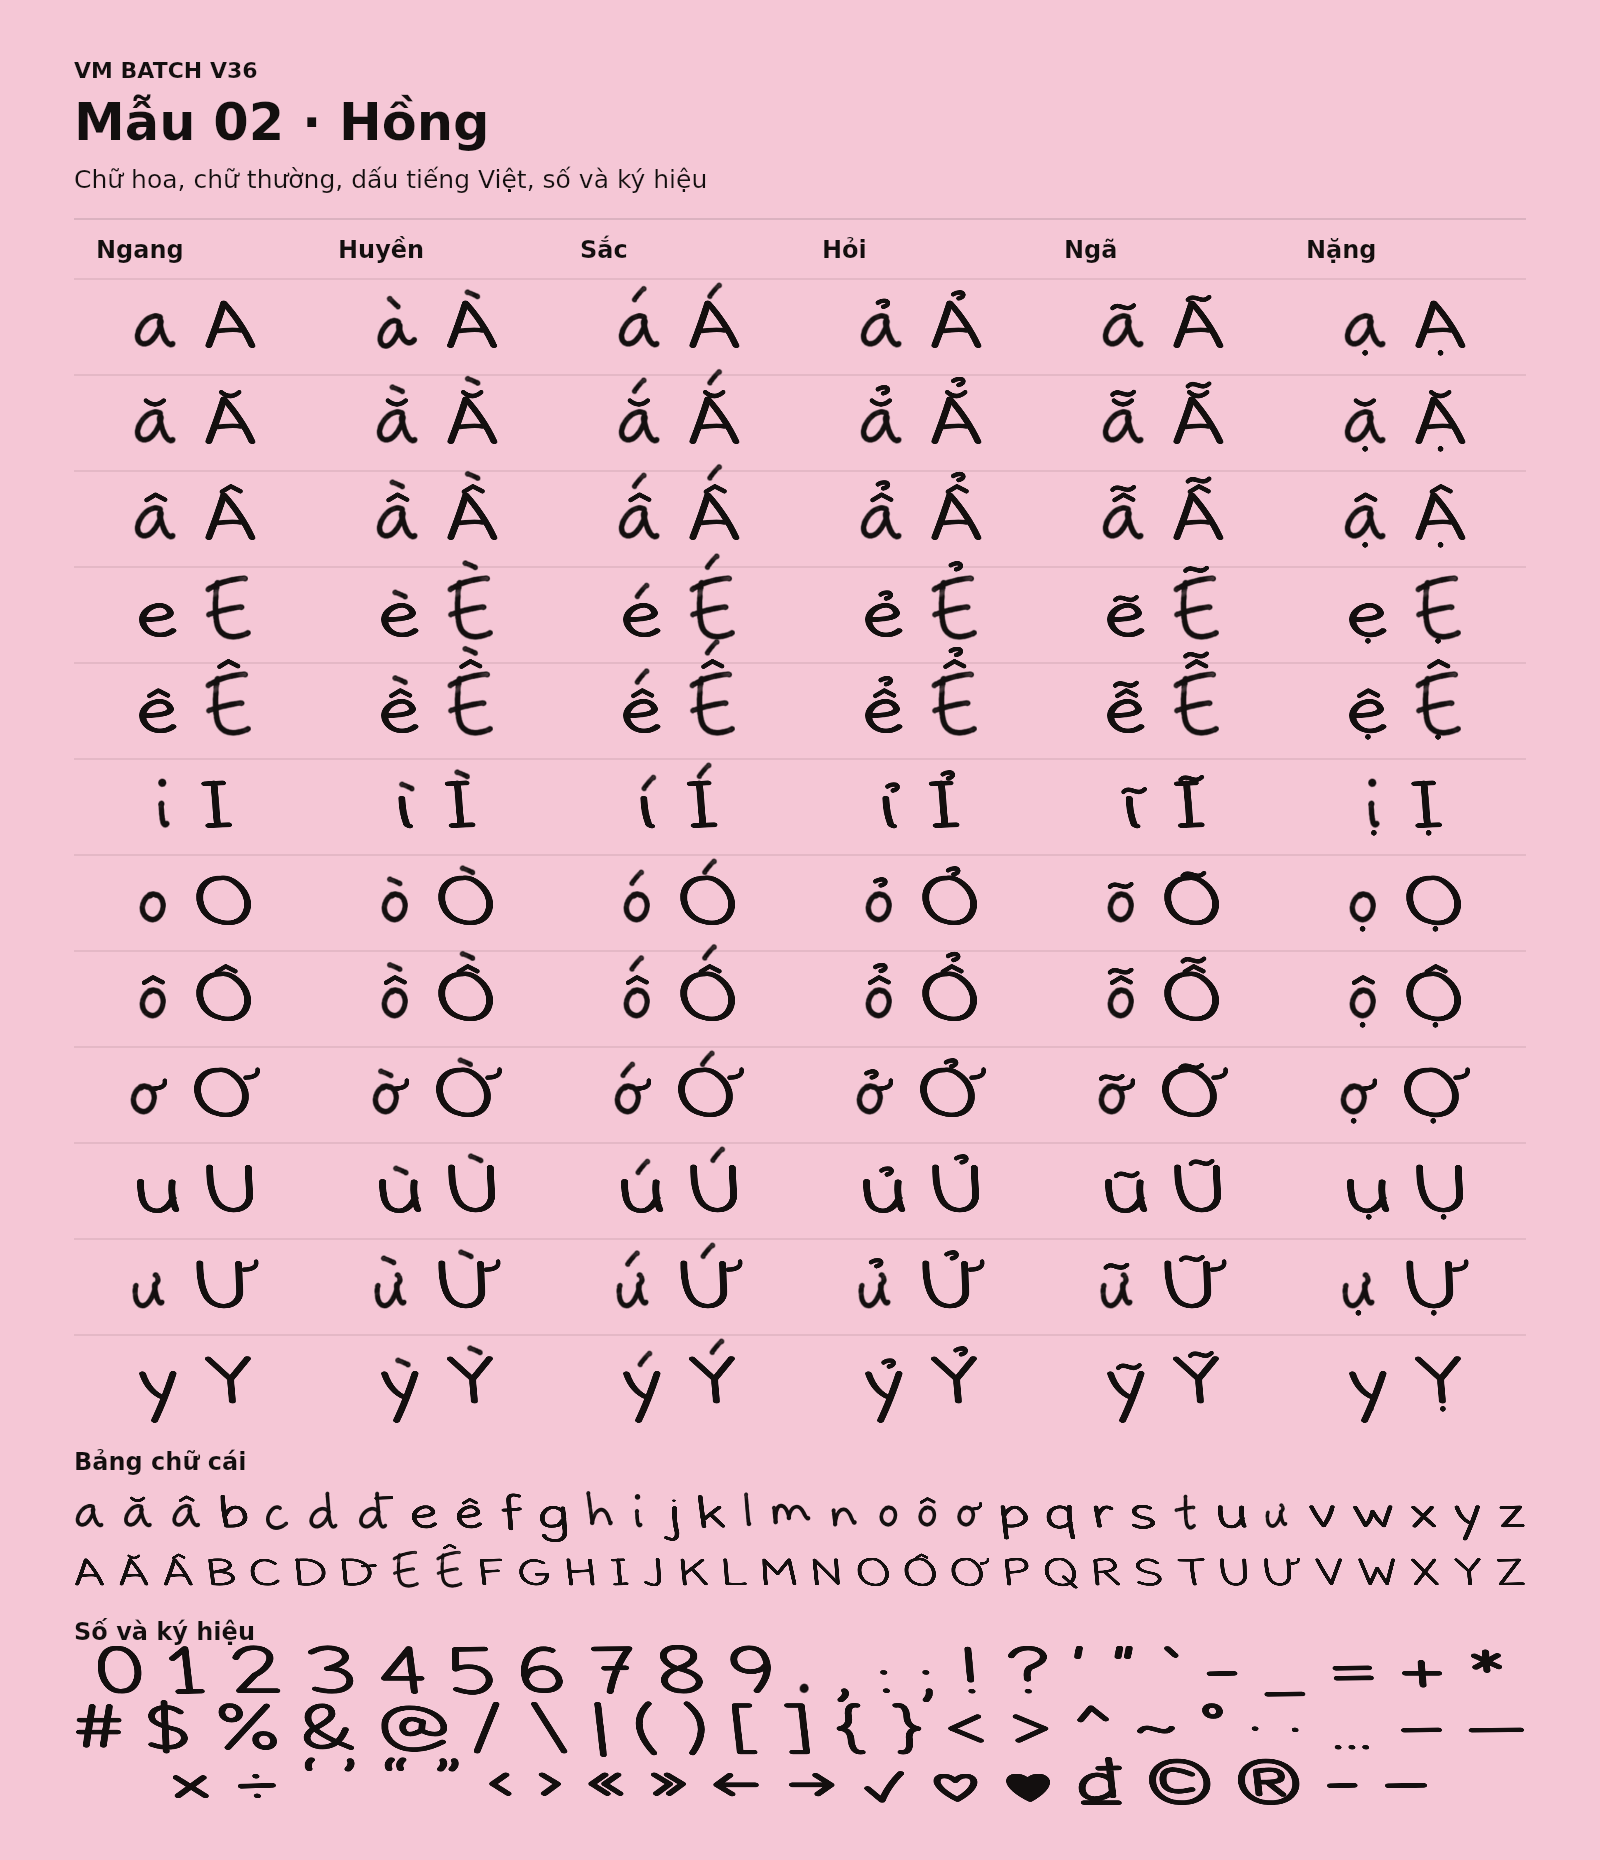 VM BATCH V36
Mẫu 02 · Hồng
Chữ hoa, chữ thường, dấu tiếng Việt, số và ký hiệu
Ngang Huyền Sắc Hỏi Ngã Nặng
a A à À á Á ả Ả ã Ã ạ Ạ
ă Ă ằ Ằ ắ Ắ ẳ Ẳ ẵ Ẵ ặ Ặ
â Â ầ Ầ ấ Ấ ẩ Ẩ ẫ Ẫ ậ Ậ
e E è È é É ẻ Ẻ ẽ Ẽ ẹ Ẹ
ê Ê ề Ề ế Ế ể Ể ễ Ễ ệ Ệ
i I ì Ì í Í ỉ Ỉ ĩ Ĩ ị Ị
o O ò Ò ó Ó ỏ Ỏ õ Õ ọ Ọ
ô Ô ồ Ồ ố Ố ổ Ổ ỗ Ỗ ộ Ộ
ơ Ơ ờ Ờ ớ Ớ ở Ở ỡ Ỡ ợ Ợ
u U ù Ù ú Ú ủ Ủ ũ Ũ ụ Ụ
ư Ư ừ Ừ ứ Ứ ử Ử ữ Ữ ự Ự
y Y ỳ Ỳ ý Ý ỷ Ỷ ỹ Ỹ y Ỵ
Bảng chữ cái
a ă â b c d đ e ê f g h i j k l m n o ô ơ p q r s t u ư v w x y z
A Ă Â B C D Đ E Ê F G H I J K L M N O Ô Ơ P Q R S T U Ư V W X Y Z
Số và ký hiệu
0 1 2 3 4 5 6 7 8 9 . , : ; ! ? ' " ` - _ = + *
# $ % & @ / \ | ( ) [ ] { } < > ^ ~ ° · · … – —
× ÷ ‘ ’ “ ” ‹ › « » ← → ✓ ♡ ♥ ₫ © ® - –